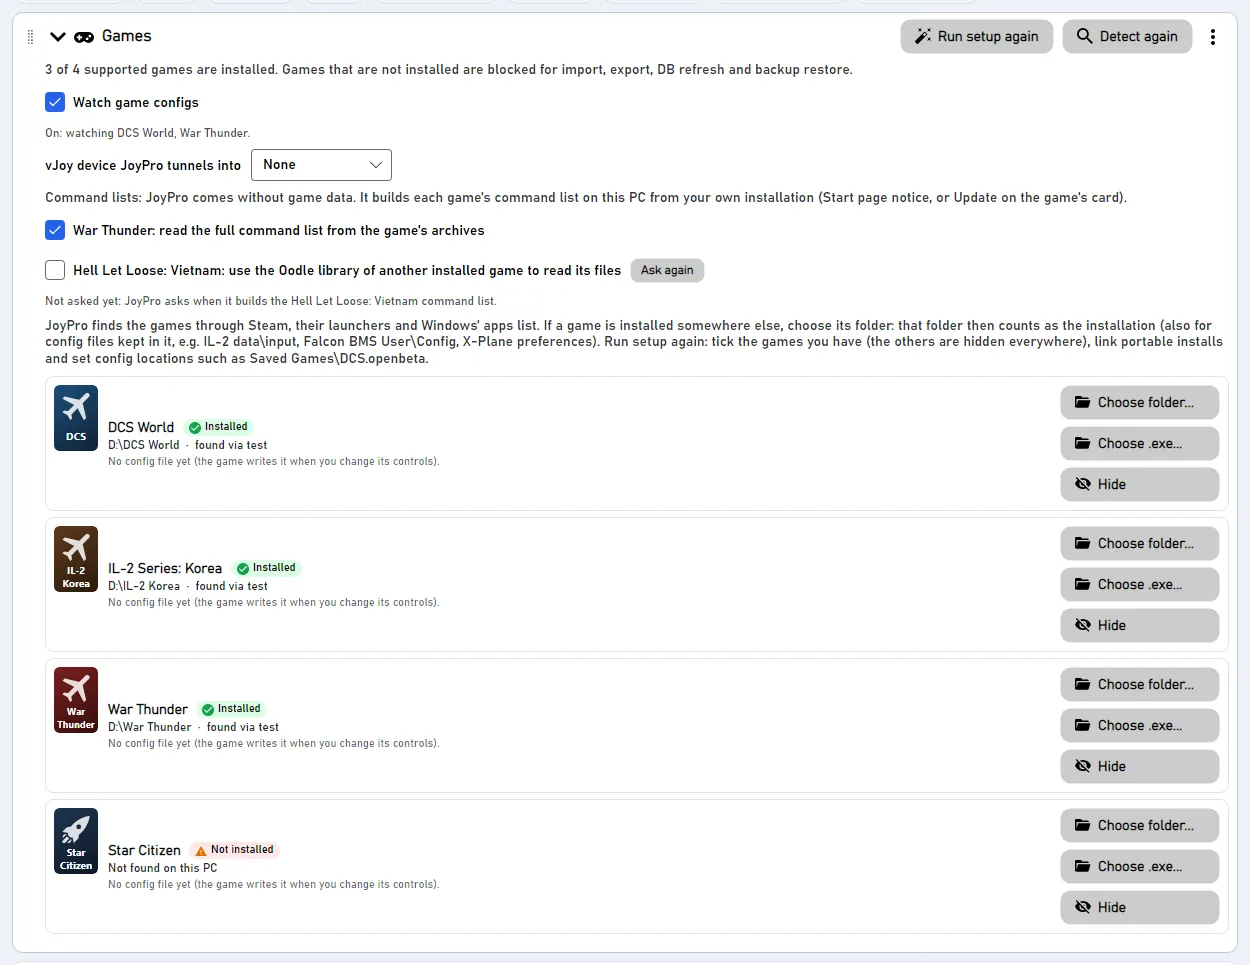 Games
Run setup again
Detect again
3 of 4 supported games are installed. Games that are not installed are blocked for import, export, DB refresh and backup restore.
Watch game configs
On: watching DCS World, War Thunder.
vJoy device JoyPro tunnels into
None
Command lists: JoyPro comes without game data. It builds each game's command list on this PC from your own installation (Start page notice, or Update on the game's card).
War Thunder: read the full command list from the game's archives
Hell Let Loose: Vietnam: use the Oodle library of another installed game to read its files
Ask again
Not asked yet: JoyPro asks when it builds the Hell Let Loose: Vietnam command list.
JoyPro finds the games through Steam, their launchers and Windows' apps list. If a game is installed somewhere else, choose its folder: that folder then counts as the installation (also for
config files kept in it, e.g. IL-2 data\input, Falcon BMS User\Config, X-Plane preferences). Run setup again: tick the games you have (the others are hidden everywhere), link portable installs
and set config locations such as Saved Games\DCS.openbeta.
DCS
DCS World
Installed
D:\DCS World · found via test
No config file yet (the game writes it when you change its controls).
Choose folder...
Choose .exe...
Hide
IL-2
Korea
IL-2 Series: Korea
Installed
D:\IL-2 Korea · found via test
No config file yet (the game writes it when you change its controls).
Choose folder...
Choose .exe...
Hide
War
Thunder
War Thunder
Installed
D:\War Thunder · found via test
No config file yet (the game writes it when you change its controls).
Choose folder...
Choose .exe...
Hide
Star
Citizen
Star Citizen
Not installed
Not found on this PC
No config file yet (the game writes it when you change its controls).
Choose folder...
Choose .exe...
Hide